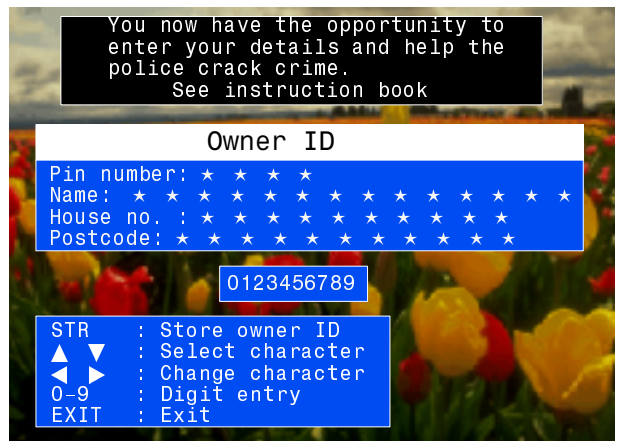 You now have the opportunity to
enter your details and help the
police crack crime.
See instruction book
Owner ID
Pin number: ★ ★ ★ ★
Name: ★ ★ ★ ★ ★ ★ ★ ★ ★ ★ ★ ★ ★ ★
House no. : ★ ★ ★ ★ ★ ★ ★ ★ ★ ★
Postcode: ★ ★ ★ ★ ★ ★ ★ ★ ★ ★ ★
0123456789
STR : Store owner ID
▲ ▼ : Select character
◀ ▶ : Change character
0-9 : Digit entry
EXIT : Exit